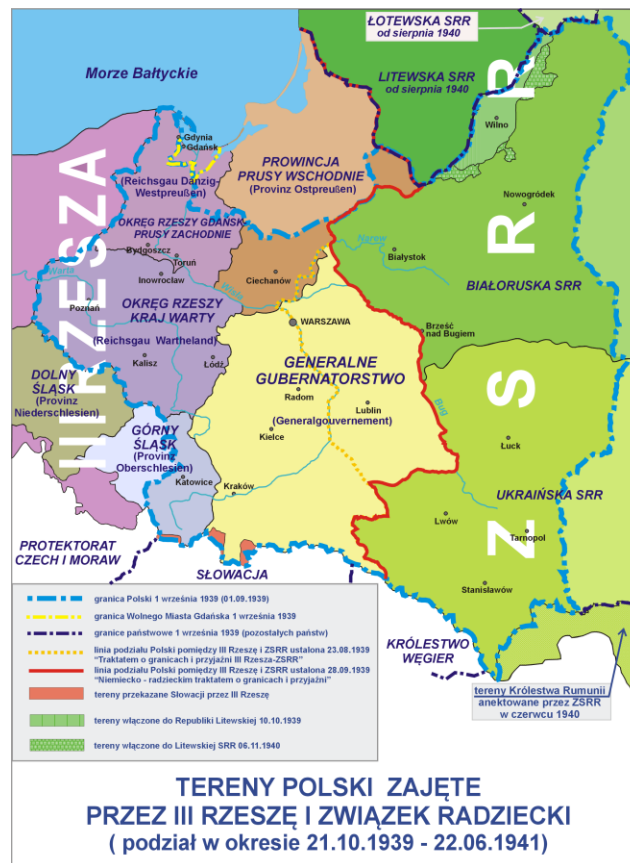 ŁOTEWSKA SRR
od sierpnia 1940
Morze Bałtyckie
LITEWSKA SRR
od sierpnia 1940
Gdynia
Gdańsk
Wilno
PROWINCJA
PRUSY WSCHODNIE
(Provinz Ostpreußen)
(Reichsgau Danzig-
Westpreußen)
Nowogródek
OKRĘG RZESZY GDAŃSK-
PRUSY ZACHODNIE
Bydgoszcz
Toruń
Narew
Białystok
Warta
Inowrocław
Ciechanów
Wisła
BIAŁORUSKA SRR
Poznań
OKRĘG RZESZY
KRAJ WARTY
(Reichsgau Wartheland)
WARSZAWA
Brześć
nad Bugiem
Kalisz
Łódź
GENERALNE
GUBERNATORSTWO
(Generalgouvernement)
DOLNY
ŚLĄSK
(Provinz
Niederschlesien)
Radom
Lublin
Bug
Kielce
GÓRNY
ŚLĄSK
(Provinz
Oberschlesien)
Łuck
Katowice
Kraków
UKRAIŃSKA SRR
Lwów
Tarnopol
III RZESZA
ZSRR
PROTEKTORAT
CZECH I MORAW
SŁOWACJA
Stanisławów
KRÓLESTWO
WĘGIER
tereny Królestwa Rumunii
anektowane przez ZSRR
w czerwcu 1940
granica Polski 1 września 1939 (01.09.1939)
granica Wolnego Miasta Gdańska 1 września 1939
granice państwowe 1 września 1939 (pozostałych państw)
linia podziału Polski pomiędzy III Rzeszę i ZSRR ustalona 23.08.1939
"Traktatem o granicach i przyjaźni III Rzesza-ZSRR"
linia podziału Polski pomiędzy III Rzeszę i ZSRR ustalona 28.09.1939
"Niemiecko - radzieckim traktatem o granicach i przyjaźni"
tereny przekazane Słowacji przez III Rzeszę
tereny włączone do Republiki Litewskiej 10.10.1939
tereny włączone do Litewskiej SRR 06.11.1940
TERENY POLSKI ZAJĘTE
PRZEZ III RZESZĘ I ZWIĄZEK RADZIECKI
( podział w okresie 21.10.1939 - 22.06.1941)